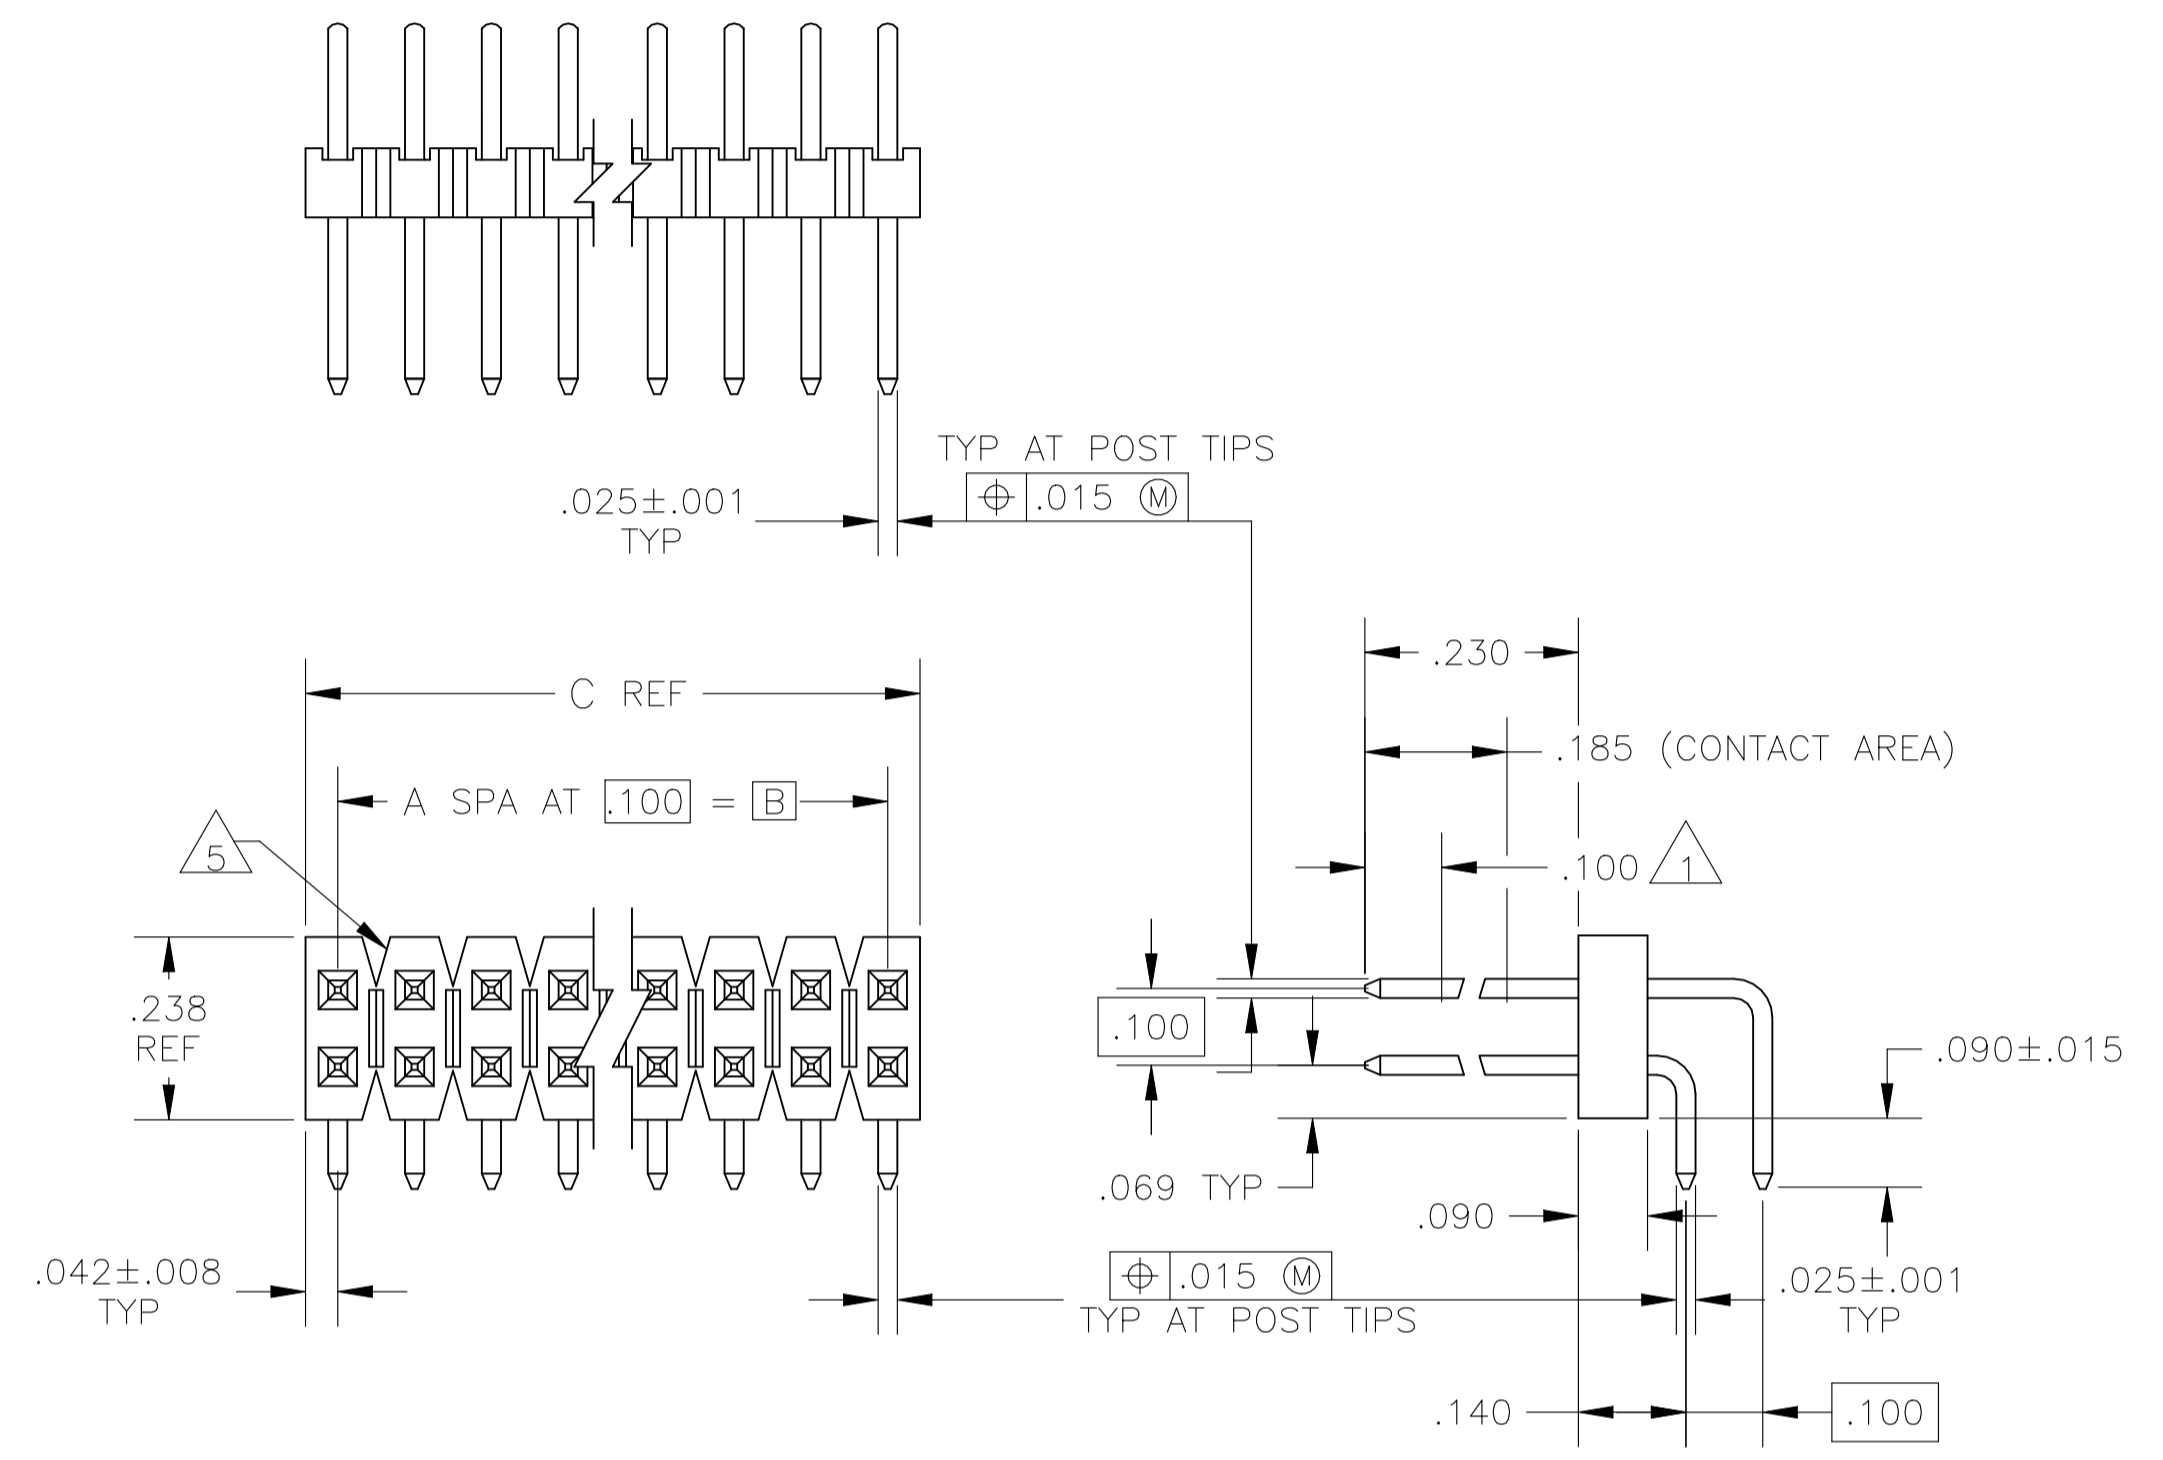 TYP AT POST TIPS
⌖ .015 Ⓜ
.025±.001
TYP
.230
C REF
.185 (CONTACT AREA)
A SPA AT .100 = B
5
.100 1
.238
REF
.100
.090±.015
.069 TYP
.090
.042±.008
TYP
⌖ .015 Ⓜ
TYP AT POST TIPS
.025±.001
TYP
.140
.100